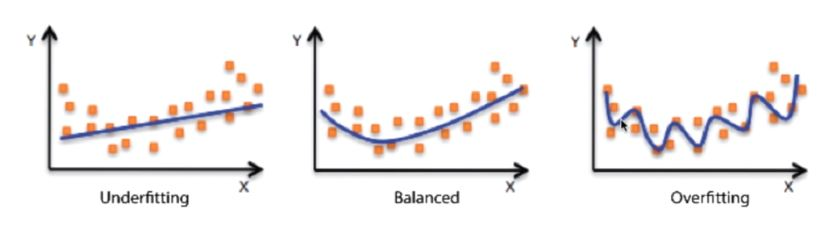 Y
X
Underfitting
Y
X
Balanced
Y
X
Overfitting